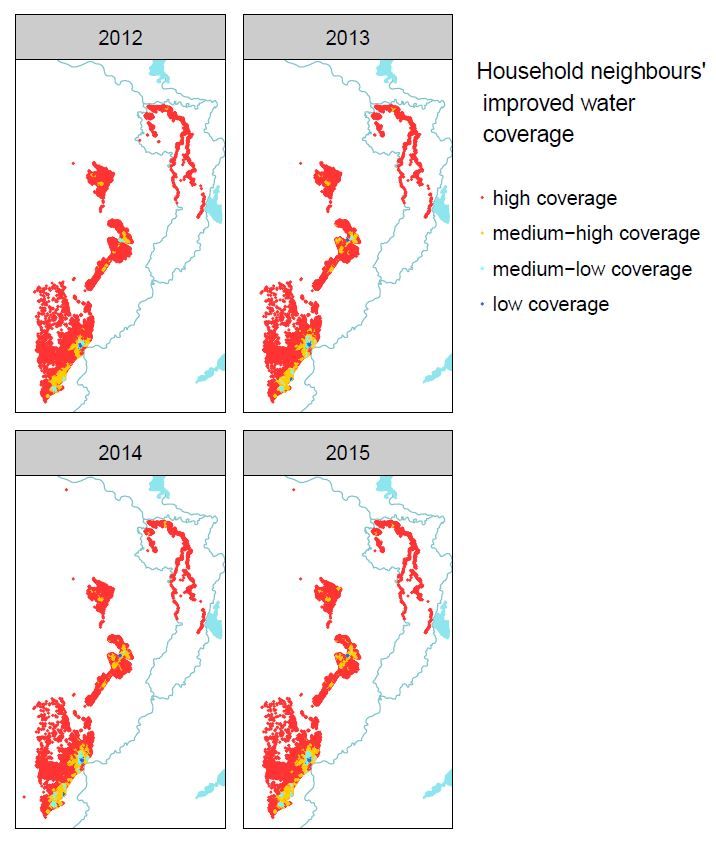 2012
2013
Household neighbours'
improved water
coverage
high coverage
medium−high coverage
medium−low coverage
low coverage
2014
2015